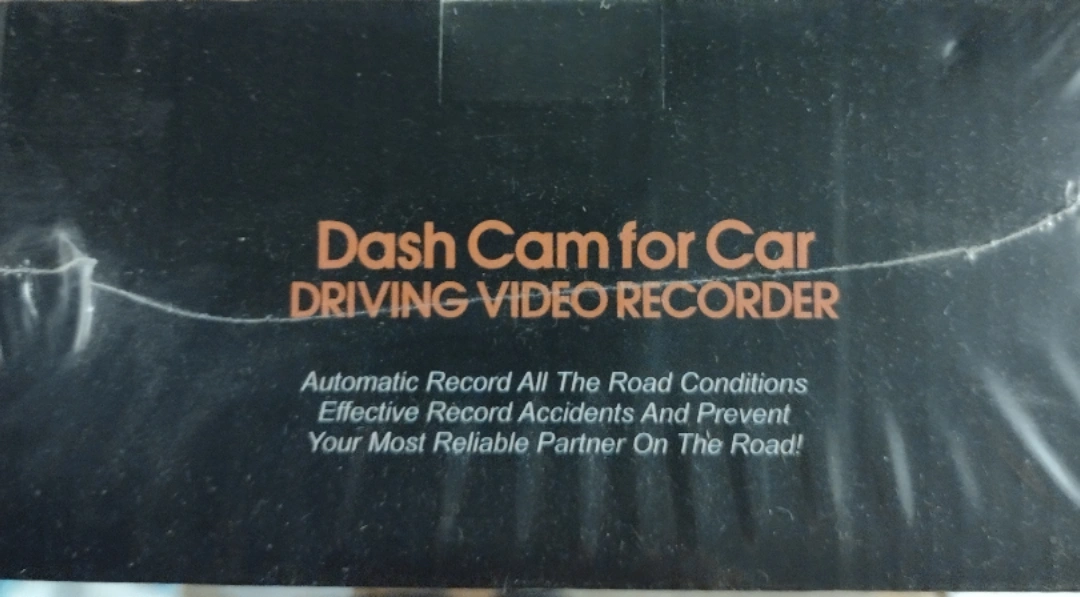 Dash Cam for Car
DRIVING VIDEO RECORDER
Automatic Record All The Road Conditions
Effective Record Accidents And Prevent
Your Most Reliable Partner On The Road!